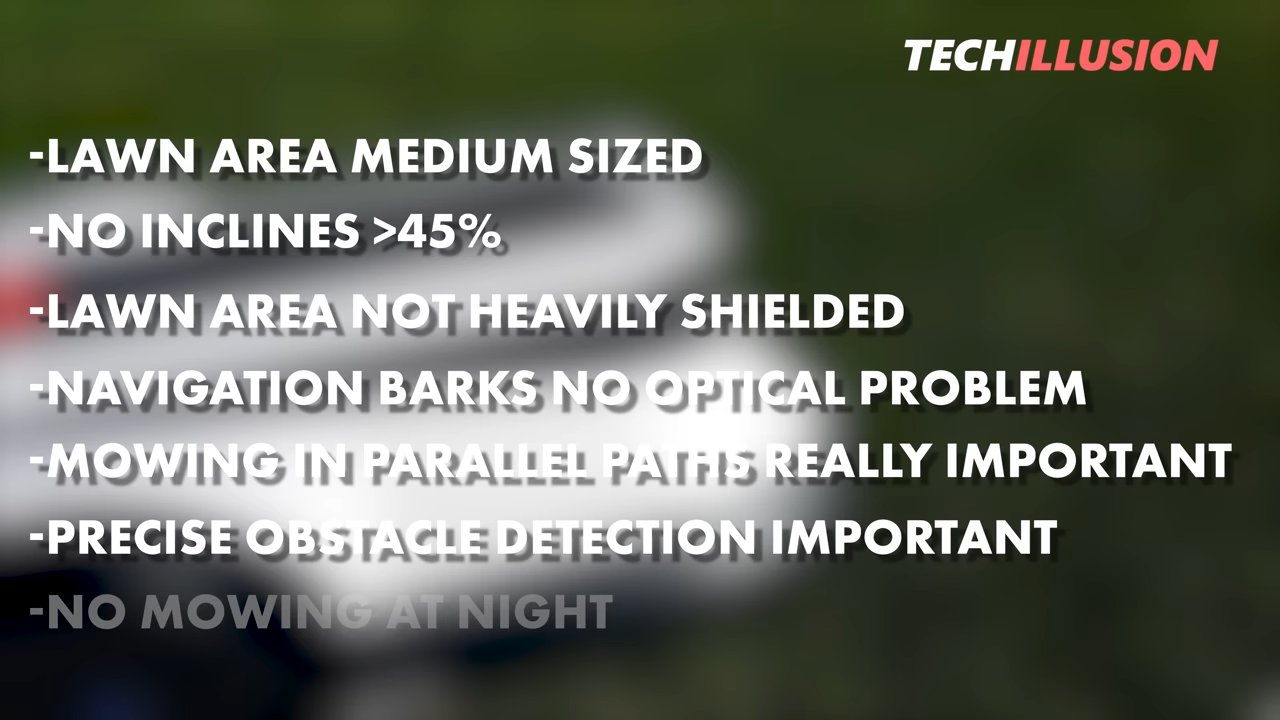 TECHILLUSION
-LAWN AREA MEDIUM SIZED
-NO INCLINES >45%
-LAWN AREA NOT HEAVILY SHIELDED
-NAVIGATION BARKS NO OPTICAL PROBLEM
-MOWING IN PARALLEL PATHS REALLY IMPORTANT
-PRECISE OBSTACLE DETECTION IMPORTANT
-NO MOWING AT NIGHT